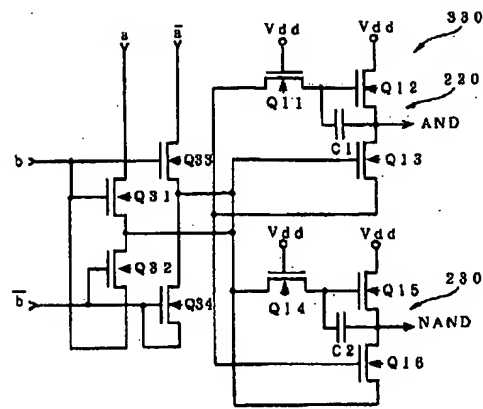 a a̅ Vdd Vdd 330
Q11 Q12 220
C1 AND
b Q33 Q13
Q31
Q32 Vdd Vdd
b̅ Q34 Q14 Q15 230
C2 NAND
Q16